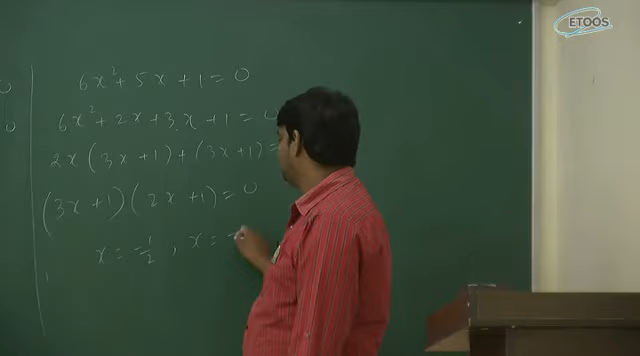 ETOOS
6x² + 5x + 1 = 0
6x² + 2x + 3x + 1 = 0
2x(3x + 1) + (3x + 1) =
(3x + 1)(2x + 1) = 0
x = -1/2, x = -